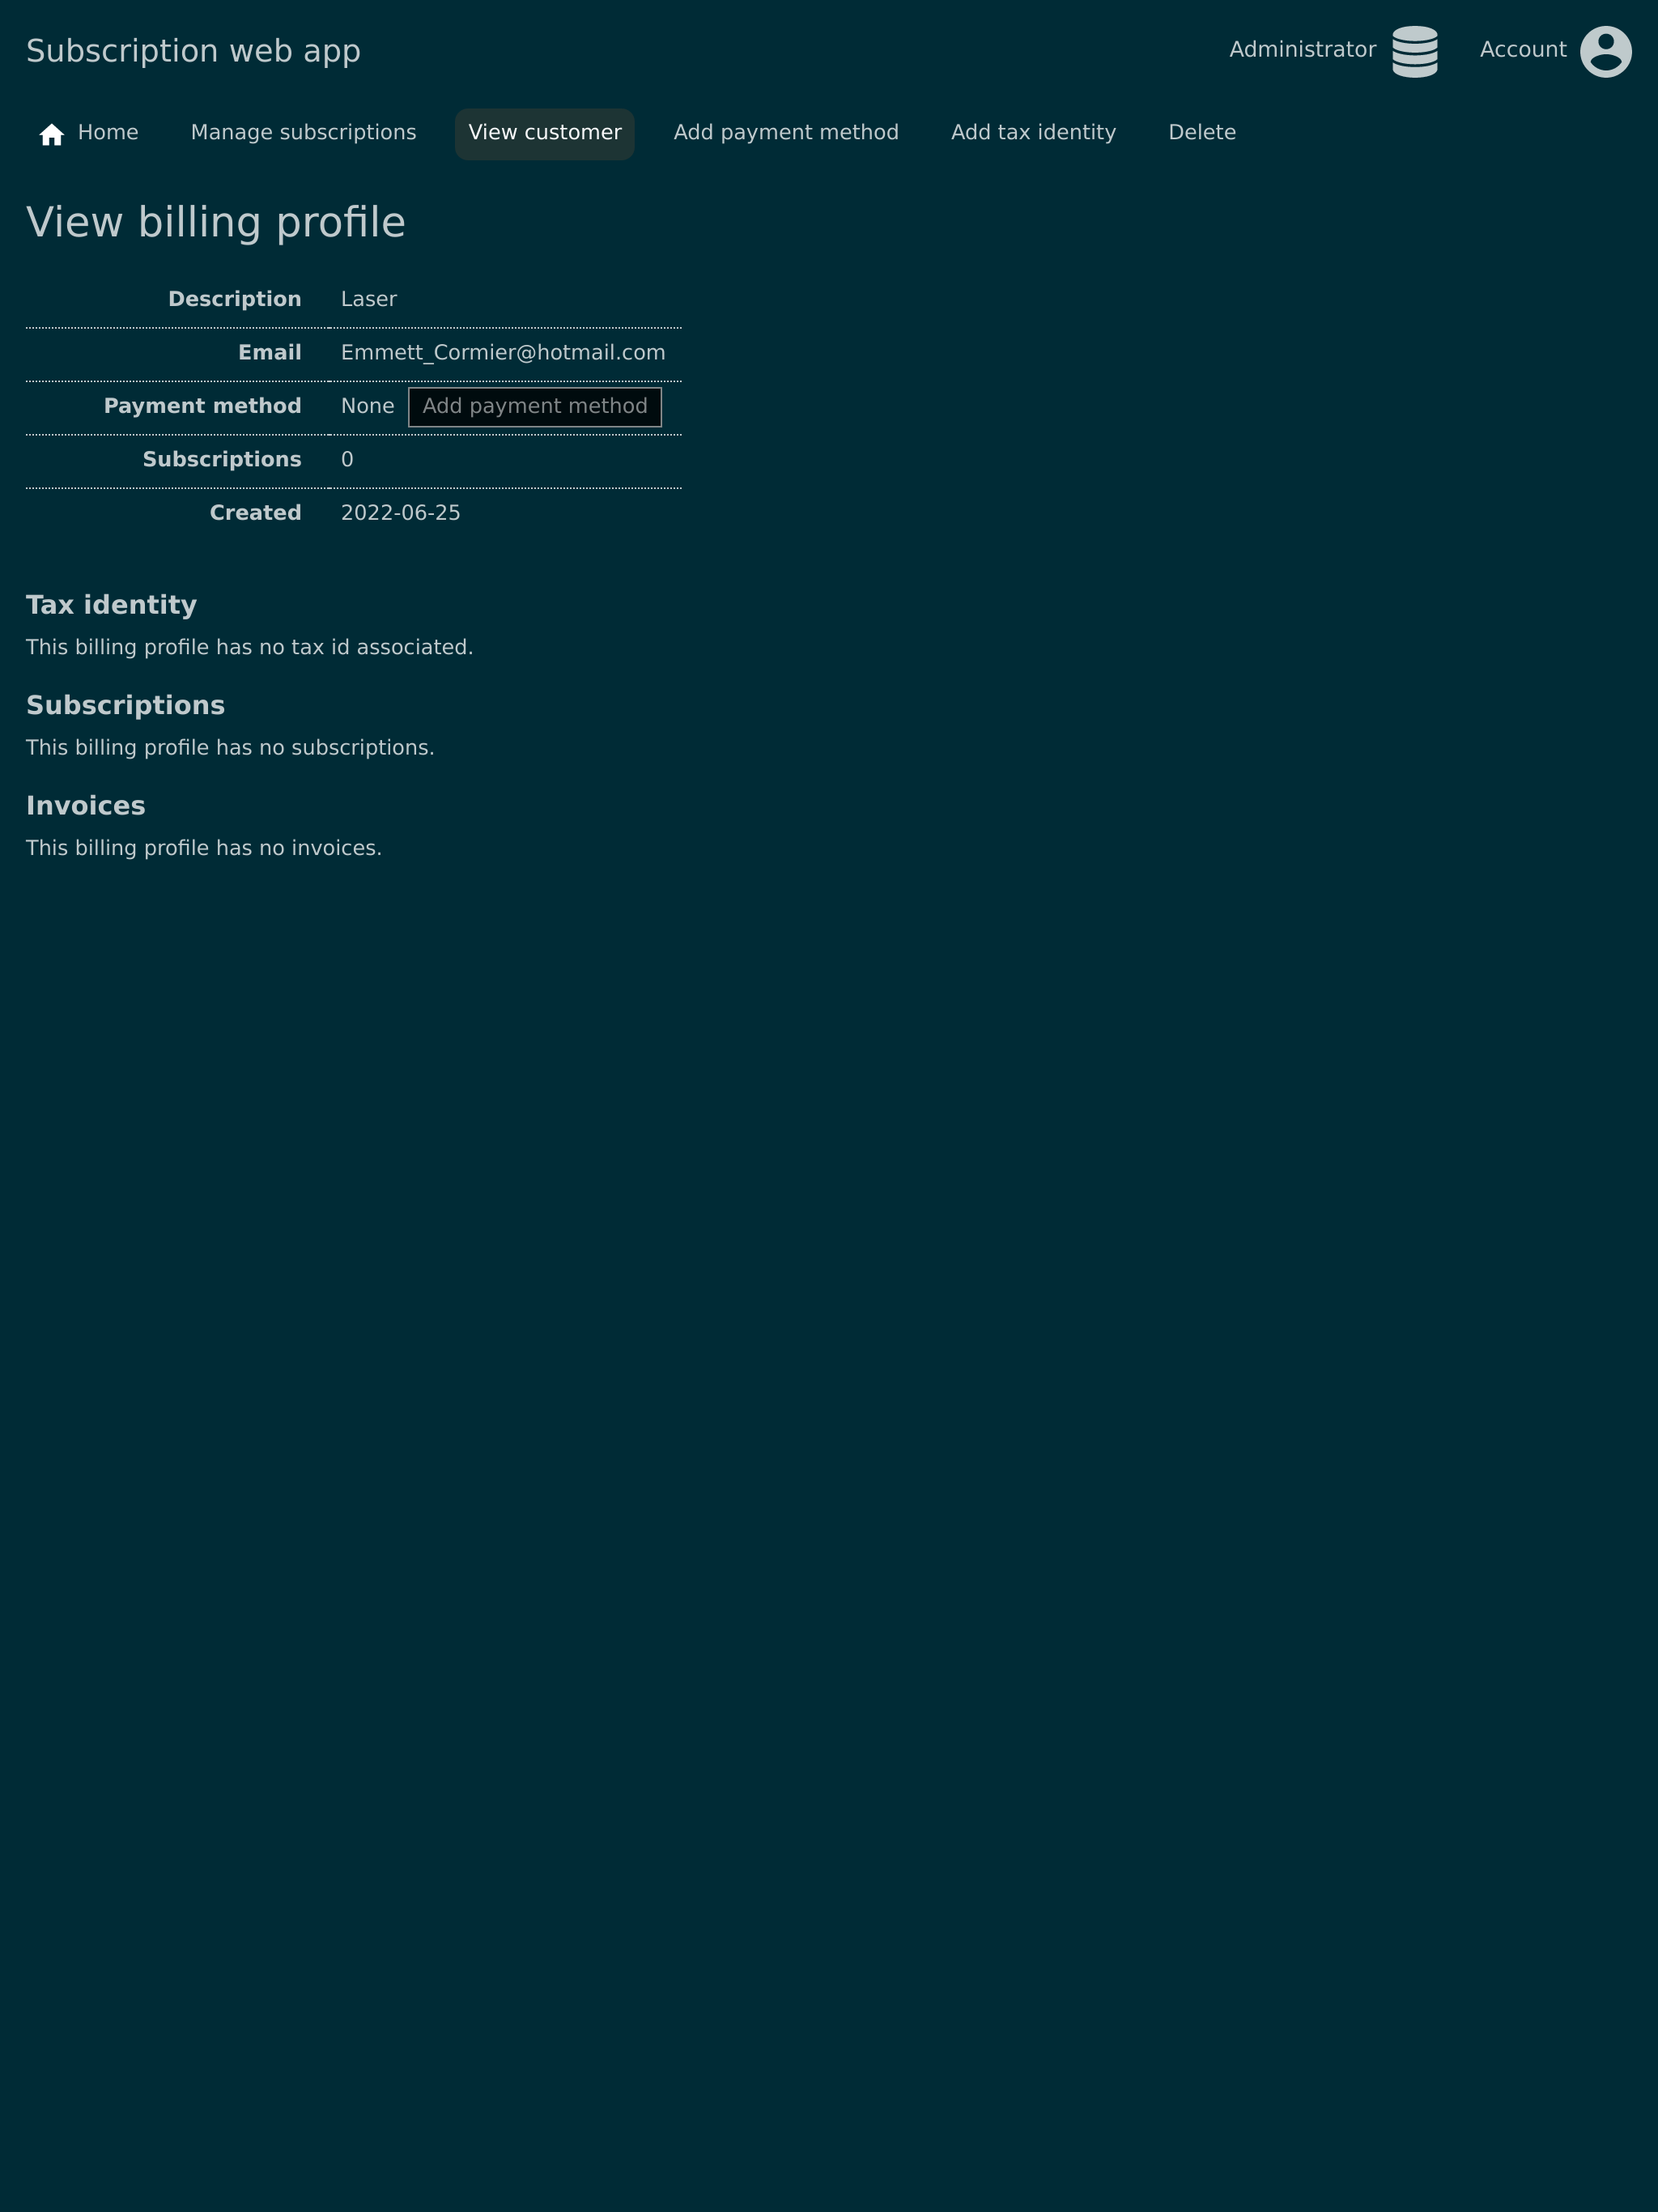 Subscription web app
Administrator
Account
Home
Manage subscriptions
View customer
Add payment method
Add tax identity
Delete
View billing profile
Description Laser
Email Emmett_Cormier@hotmail.com
Payment method None Add payment method
Subscriptions 0
Created 2022-06-25
Tax identity
This billing profile has no tax id associated.
Subscriptions
This billing profile has no subscriptions.
Invoices
This billing profile has no invoices.